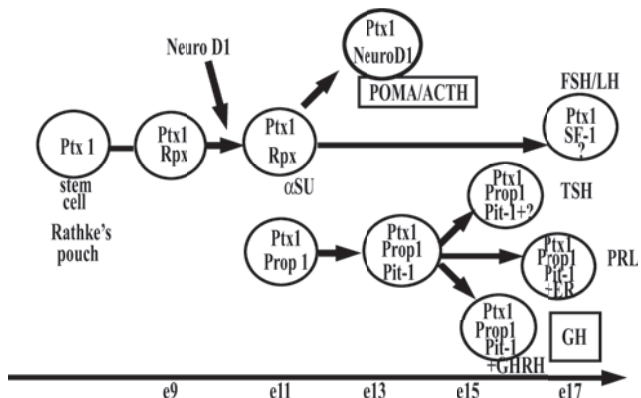 Neuro D1
Ptx1
NeuroD1
POMA/ACTH
FSH/LH
Ptx 1
Ptx1
Rpx
Ptx1
Rpx
Ptx1
SF-1
?
stem
cell
αSU
Rathke's
pouch
Ptx1
Prop1
Pit-1+?
TSH
Ptx1
Prop 1
Ptx1
Prop1
Pit-1
Ptx1
Prop1
Pit-1
+ER
PRL
Ptx1
Prop1
Pit-1
+GHRH
GH
e9
e11
e13
e15
e17